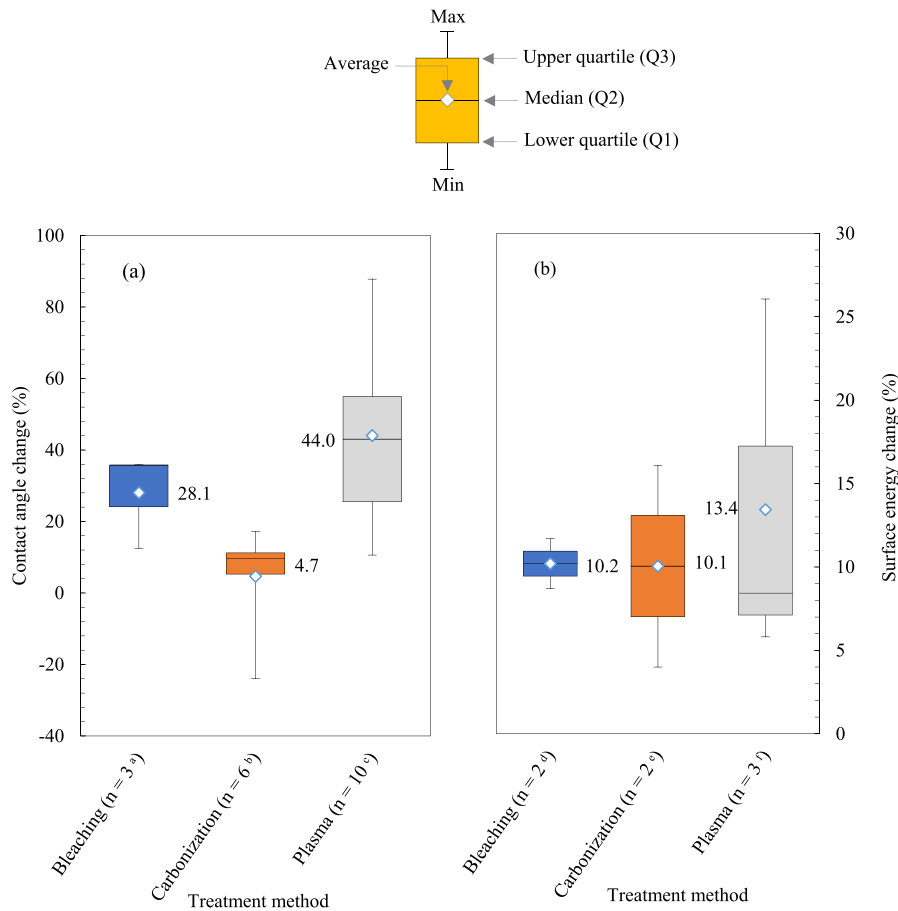 Max
Average
Upper quartile (Q3)
Median (Q2)
Lower quartile (Q1)
Min
(a)
Contact angle change (%)
100
80
60
40
20
0
-20
-40
28.1
4.7
44.0
Bleaching (n = 3 a)
Carbonization (n = 6 b)
Plasma (n = 10 c)
Treatment method
(b)
10.2
10.1
13.4
30
25
20
15
10
5
0
Surface energy change (%)
Bleaching (n = 2 d)
Carbonization (n = 2 e)
Plasma (n = 3 f)
Treatment method